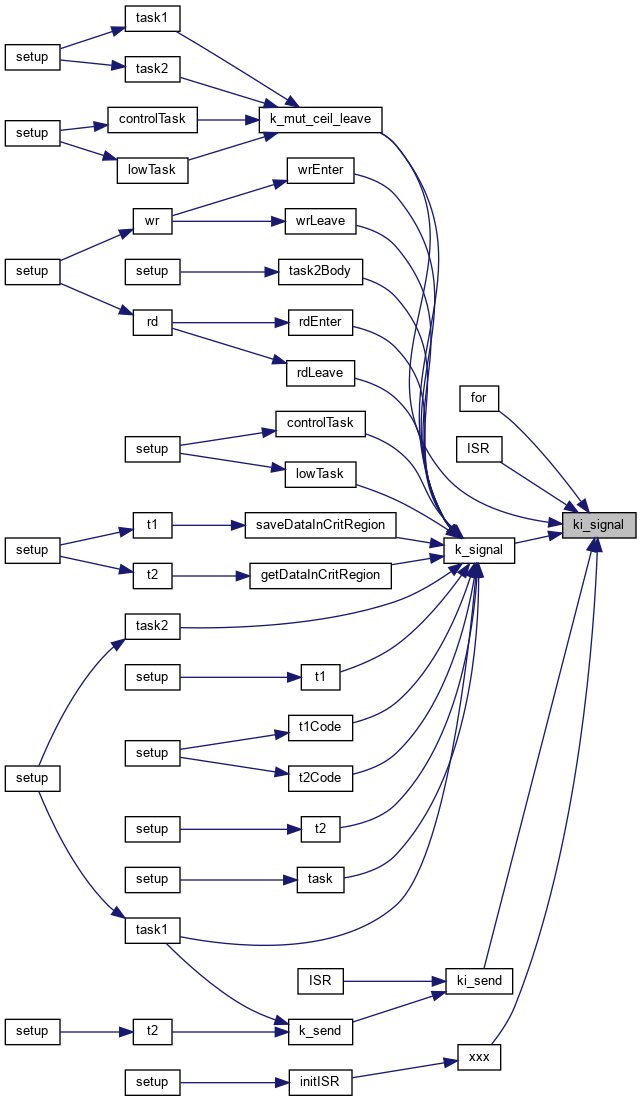 task1
setup
task2
controlTask
k_mut_ceil_leave
setup
lowTask
wrEnter
wr
wrLeave
setup
setup
task2Body
rd
rdEnter
rdLeave
for
controlTask
setup
ISR
lowTask
t1
saveDataInCritRegion
ki_signal
setup
k_signal
t2
getDataInCritRegion
task2
setup
t1
t1Code
setup
setup
t2Code
setup
t2
setup
task
task1
ISR
ki_send
setup
t2
k_send
xxx
setup
initISR